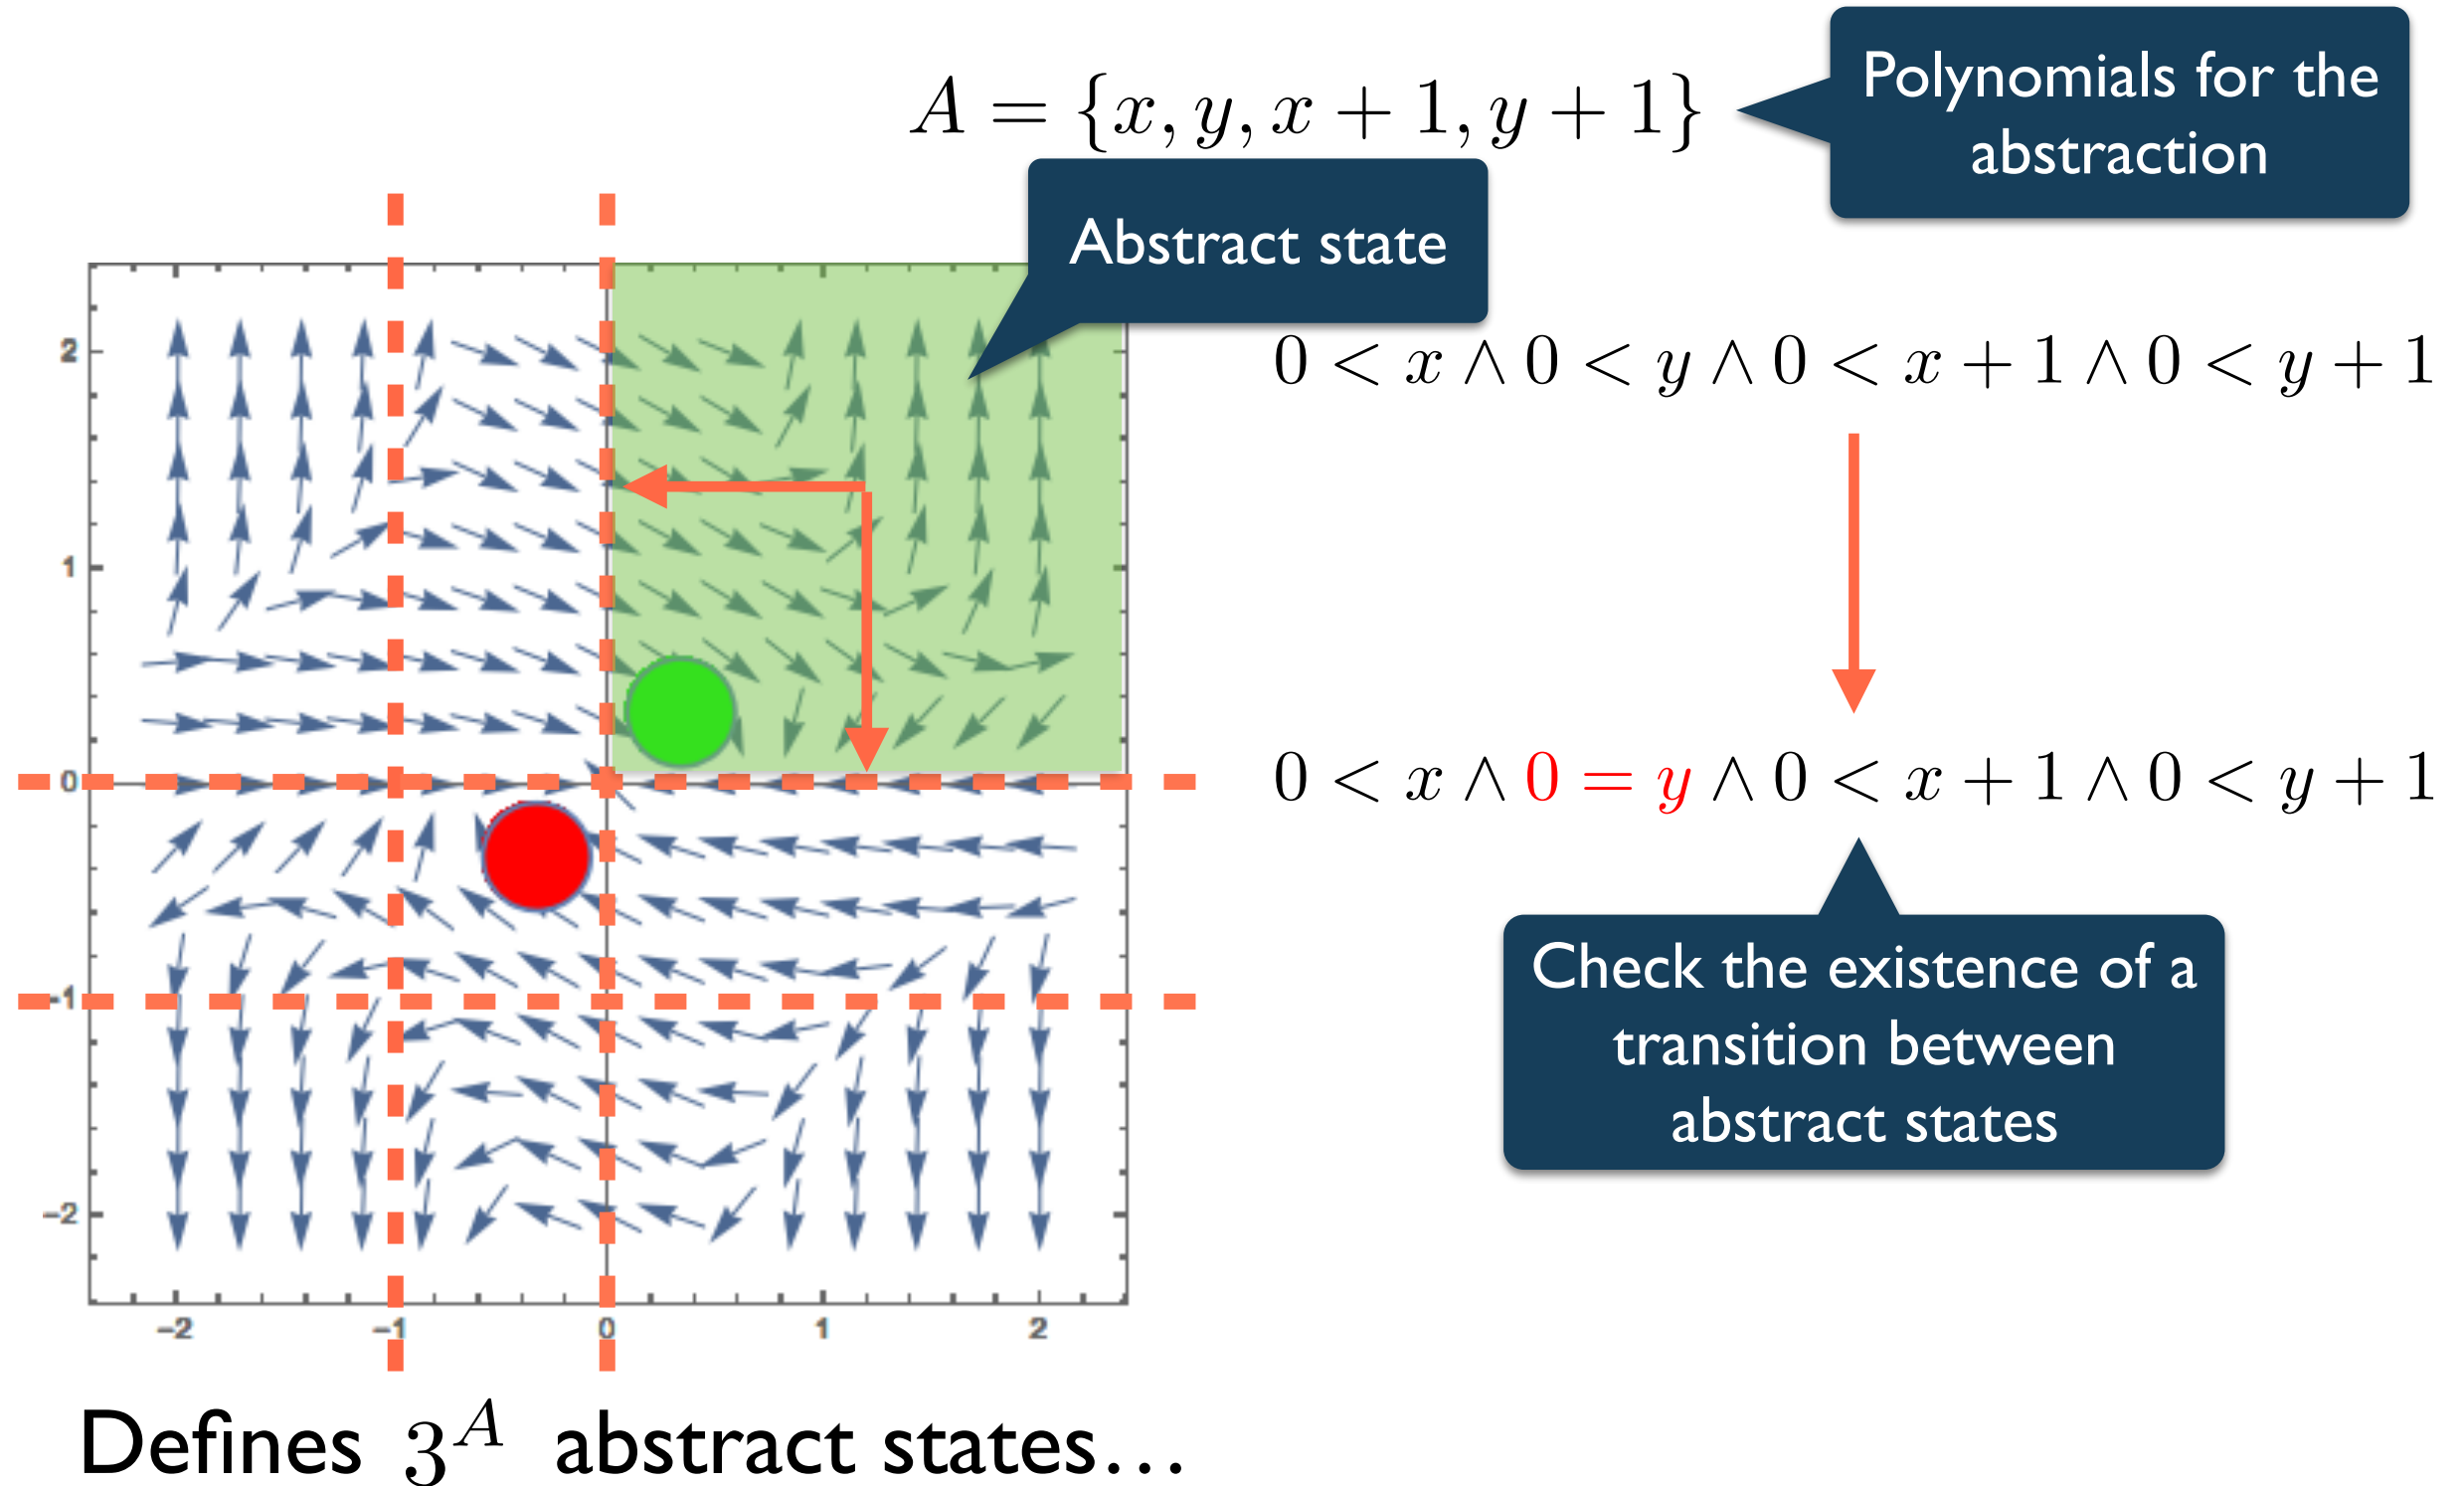 A = {x, y, x + 1, y + 1}
Polynomials for the
abstraction
Abstract state
0 < x ∧ 0 < y ∧ 0 < x + 1 ∧ 0 < y + 1
0 < x ∧ 0 = y ∧ 0 < x + 1 ∧ 0 < y + 1
Check the existence of a
transition between
abstract states
2
1
0
-1
-2
-2
-1
0
1
2
Defines 3^A abstract states...